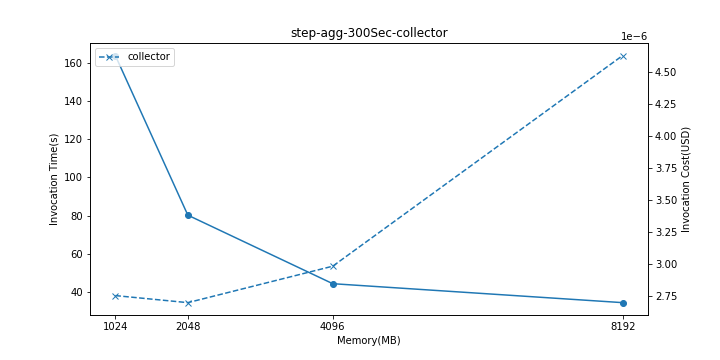 step-agg-300Sec-collector
1e−6
collector
160
140
120
100
80
60
40
Invocation Time(s)
4.50
4.25
4.00
3.75
3.50
3.25
3.00
2.75
Invocation Cost(USD)
1024 2048 4096 8192
Memory(MB)